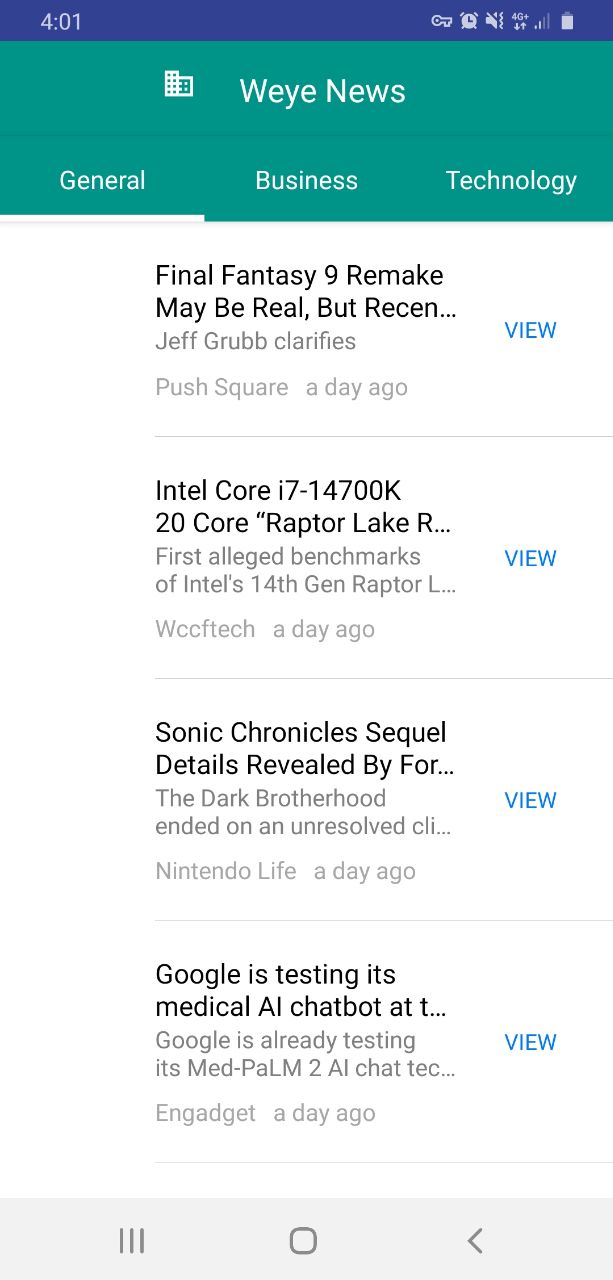 4:01
4G+
Weye News
General Business Technology
Final Fantasy 9 Remake
May Be Real, But Recen...
Jeff Grubb clarifies
VIEW
Push Square a day ago
Intel Core i7-14700K
20 Core “Raptor Lake R...
First alleged benchmarks
of Intel's 14th Gen Raptor L...
VIEW
Wccftech a day ago
Sonic Chronicles Sequel
Details Revealed By For...
The Dark Brotherhood
ended on an unresolved cli...
VIEW
Nintendo Life a day ago
Google is testing its
medical AI chatbot at t...
Google is already testing
its Med-PaLM 2 AI chat tec...
VIEW
Engadget a day ago